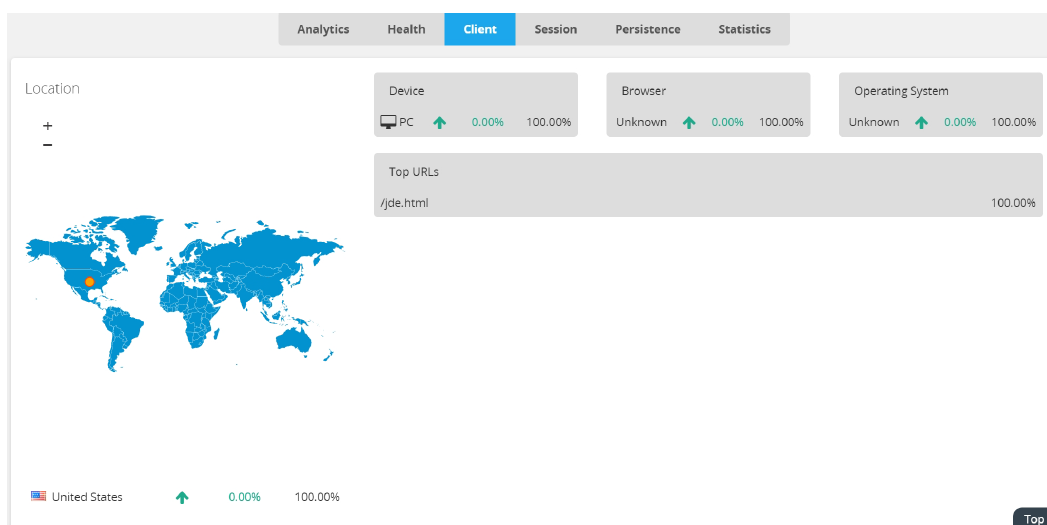 Analytics Health Client Session Persistence Statistics
Location
+
−
Device
PC 0.00% 100.00%
Browser
Unknown 0.00% 100.00%
Operating System
Unknown 0.00% 100.00%
Top URLs
/jde.html 100.00%
United States 0.00% 100.00%
Top